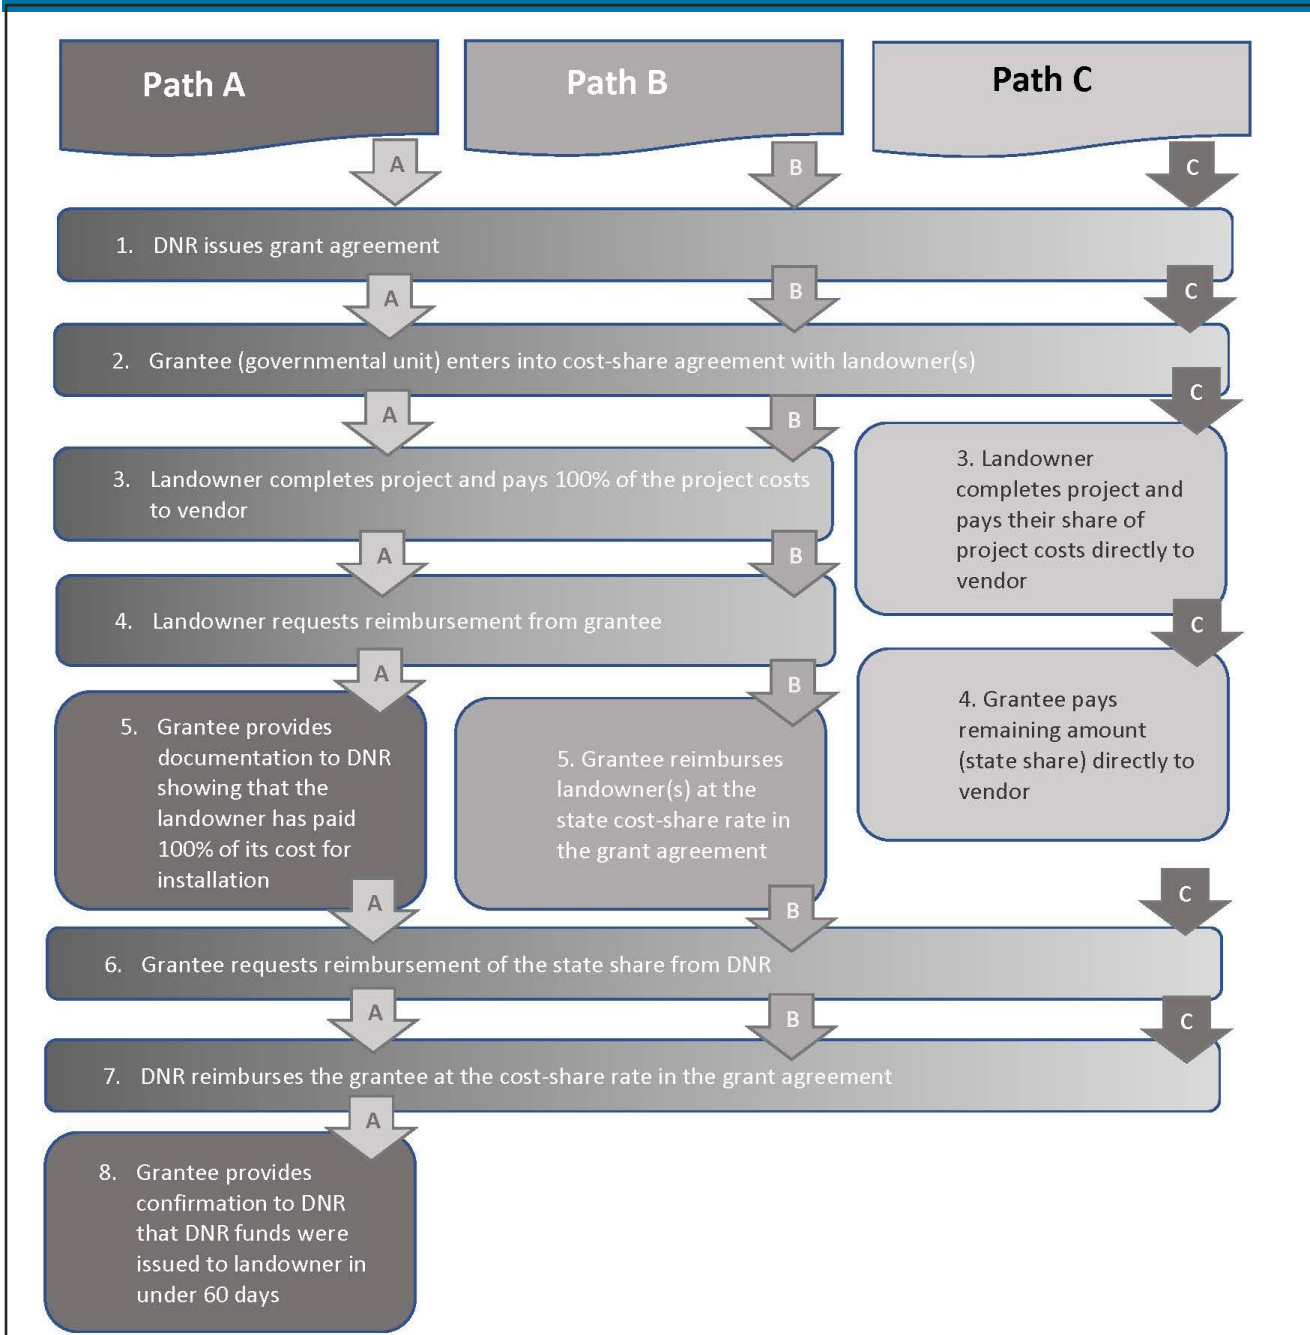 Path A
Path B
Path C
A
B
C
1. DNR issues grant agreement
A
B
C
2. Grantee (governmental unit) enters into cost-share agreement with landowner(s)
A
B
C
3. Landowner completes project and pays 100% of the project costs
to vendor
3. Landowner
completes project and
pays their share of
project costs directly to
vendor
A
B
4. Landowner requests reimbursement from grantee
C
A
B
5. Grantee provides
documentation to DNR
showing that the
landowner has paid
100% of its cost for
installation
5. Grantee reimburses
landowner(s) at the
state cost-share rate in
the grant agreement
4. Grantee pays
remaining amount
(state share) directly to
vendor
A
B
C
6. Grantee requests reimbursement of the state share from DNR
A
B
C
7. DNR reimburses the grantee at the cost-share rate in the grant agreement
A
8. Grantee provides
confirmation to DNR
that DNR funds were
issued to landowner in
under 60 days